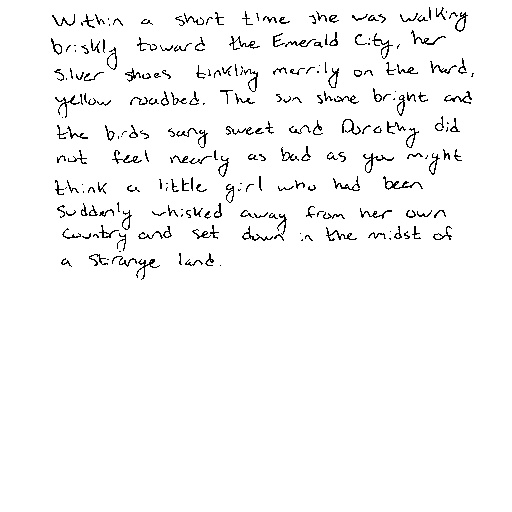 Within a short time she was walking
briskly toward the Emerald City, her
Silver shoes tinkling merrily on the hard,
yellow roadbed. The sun shone bright and
the birds sang sweet and Dorothy did
not feel nearly as bad as you might
think a little girl who had been
suddenly whisked away from her own
country and set down in the midst of
a strange land.